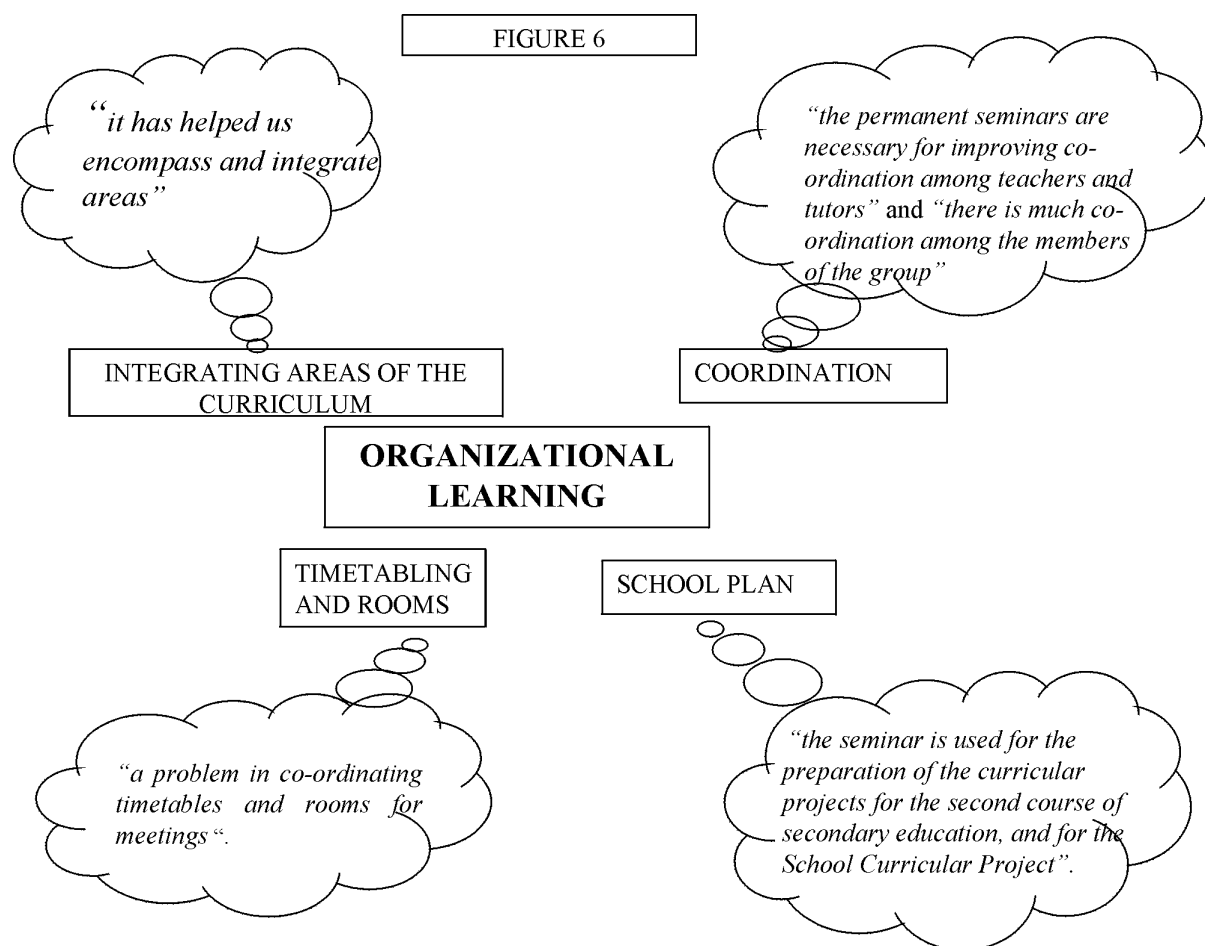 FIGURE 6
“it has helped us
encompass and integrate
areas”
“the permanent seminars are
necessary for improving co-
ordination among teachers and
tutors” and “there is much co-
ordination among the members
of the group”
INTEGRATING AREAS OF THE
CURRICULUM
COORDINATION
ORGANIZATIONAL
LEARNING
TIMETABLING
AND ROOMS
SCHOOL PLAN
“a problem in co-ordinating
timetables and rooms for
meetings “.
“the seminar is used for the
preparation of the curricular
projects for the second course of
secondary education, and for the
School Curricular Project”.